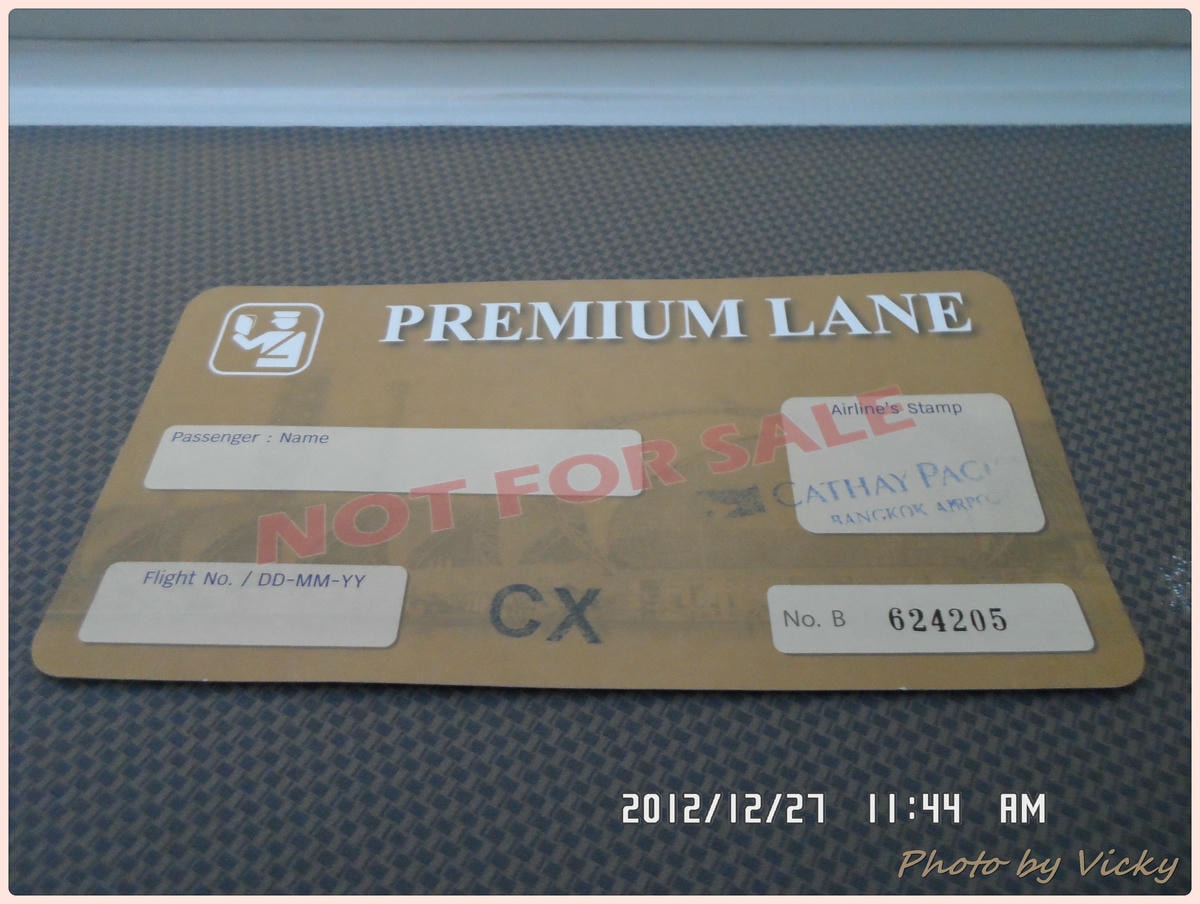 PREMIUM LANE
Airline's Stamp
Passenger : Name
NOT FOR SALE
CATHAY PACI
BANGKOK AIRPO
Flight No. / DD-MM-YY
CX
No. B 624205
2012/12/27 11:44 AM
Photo by Vicky